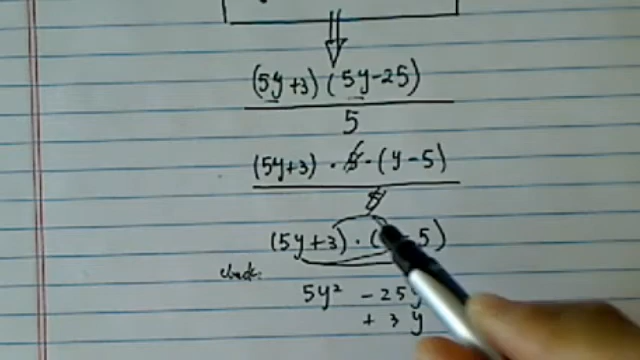 (5y+3)(5y-25)
5
(5y+3) · 5 · (y-5)
5
(5y+3) · ( - 5)
check:
5y² - 25y
+ 3y